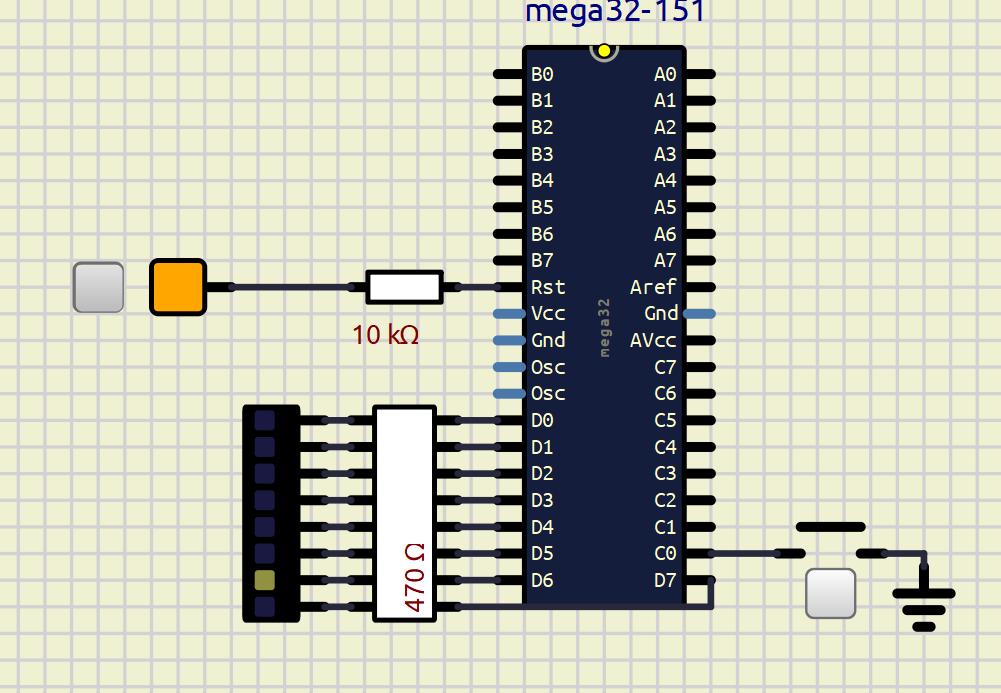 mega32-151
B0 A0
B1 A1
B2 A2
B3 A3
B4 A4
B5 A5
B6 A6
B7 A7
Rst Aref
Vcc Gnd
Gnd AVcc
Osc C7
Osc C6
D0 C5
D1 C4
D2 C3
D3 C2
D4 C1
D5 C0
D6 D7
mega32
10 kΩ
470 Ω